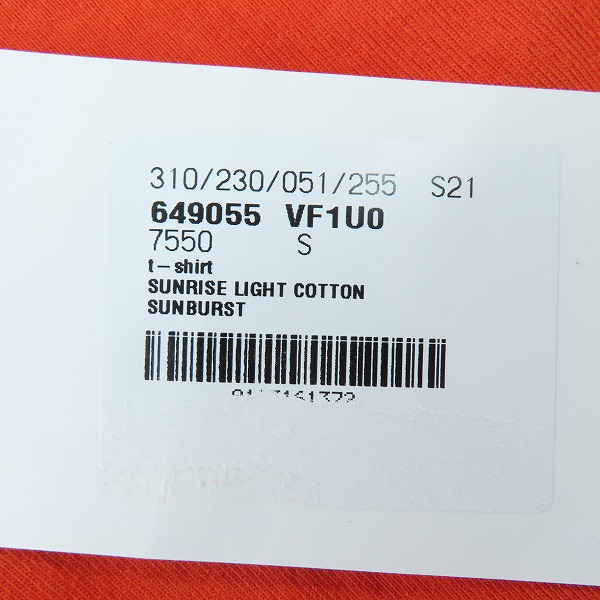 310/230/051/255 S21
649055 VF1U0
7550 S
t-shirt
SUNRISE LIGHT COTTON
SUNBURST